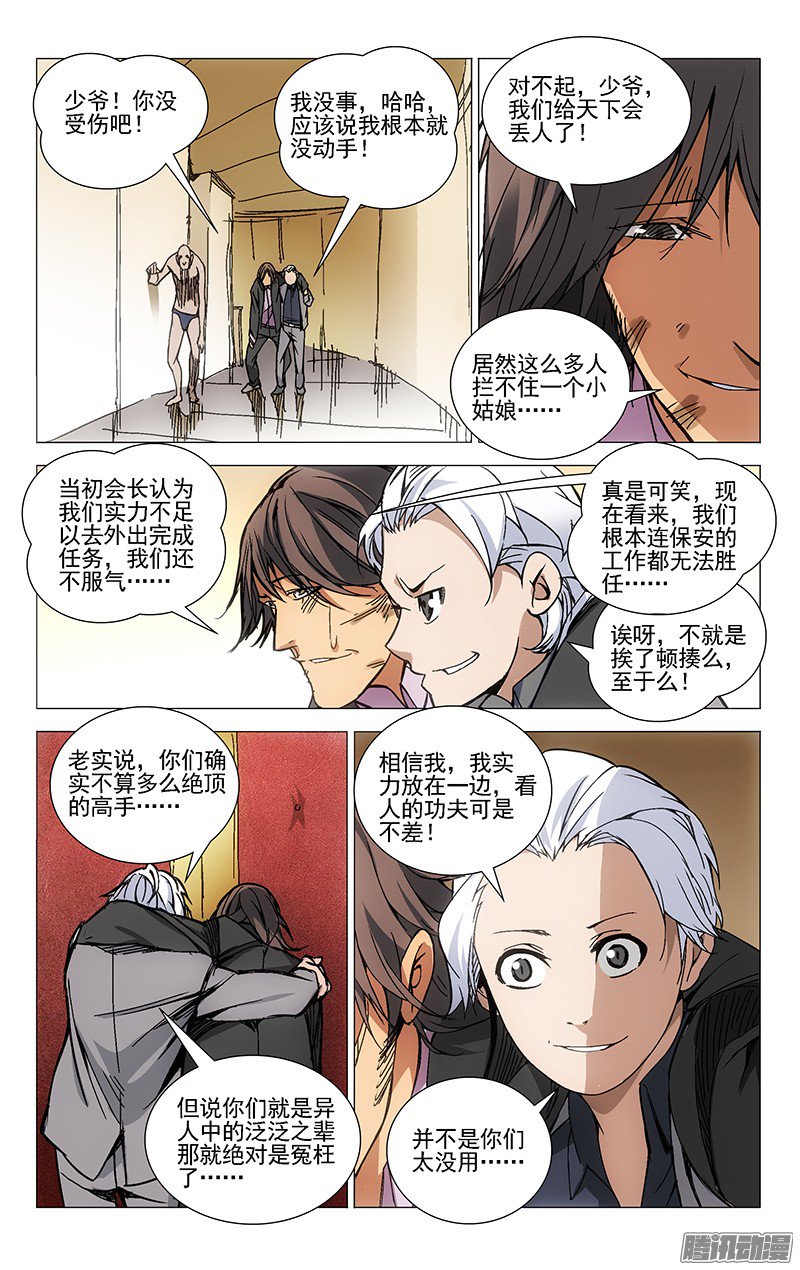 少爷！你没
受伤吧！
我没事，哈哈，
应该说我根本就
没动手！
对不起，少爷，
我们给天下会
丢人了！
居然这么多人
拦不住一个小
姑娘……
当初会长认为
我们实力不足
以去外出完成
任务，我们还
不服气……
真是可笑，现
在看来，我们
根本连保安的
工作都无法胜
任……
诶呀，不就是
挨了顿揍么，
至于么！
老实说，你们确
实不算多么绝顶
的高手……
但说你们就是异
人中的泛泛之辈
那就绝对是冤枉
了……
相信我，我实
力放在一边，看
人的功夫可是
不差！
并不是你们
太没用……
腾讯动漫